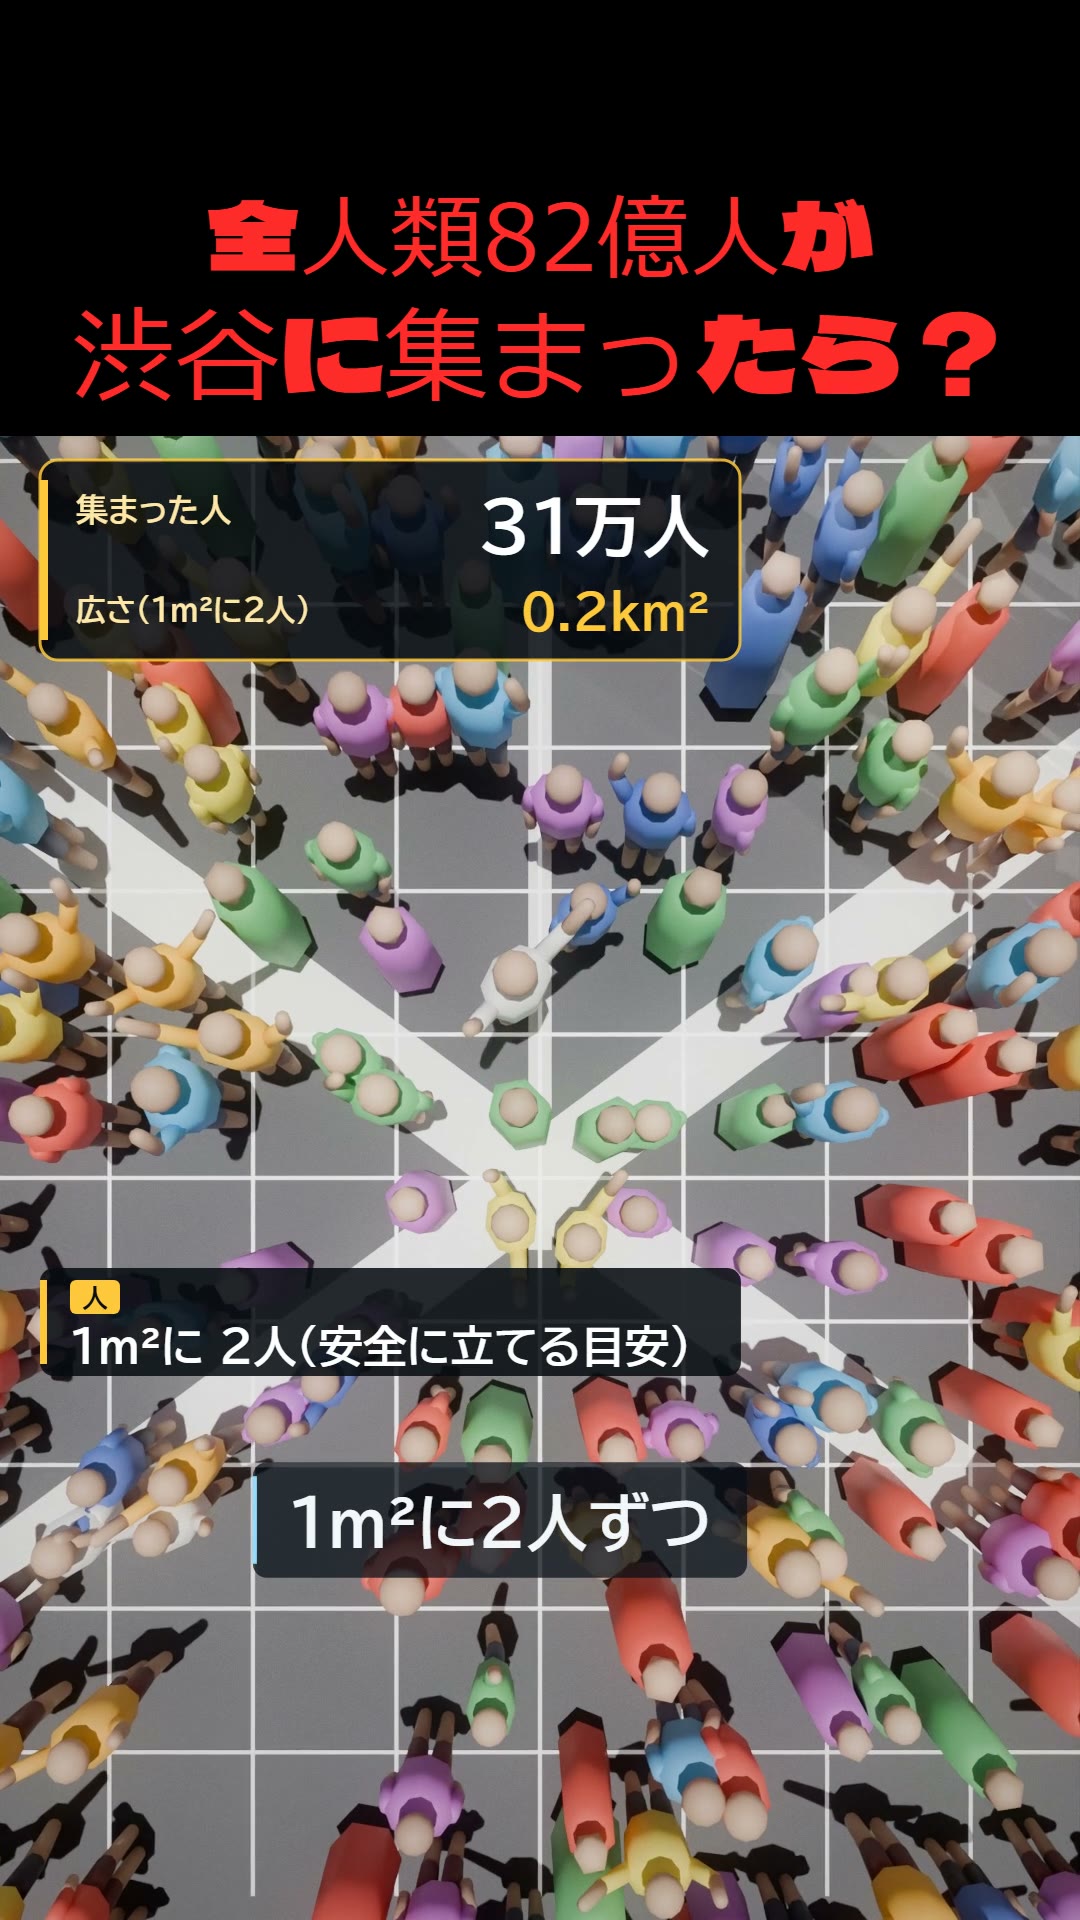 全人類82億人が
渋谷に集まったら?
集まった人
31万人
広さ(1m²に2人)
0.2km²
人
1m²に 2人(安全に立てる目安)
1m²に2人ずつ